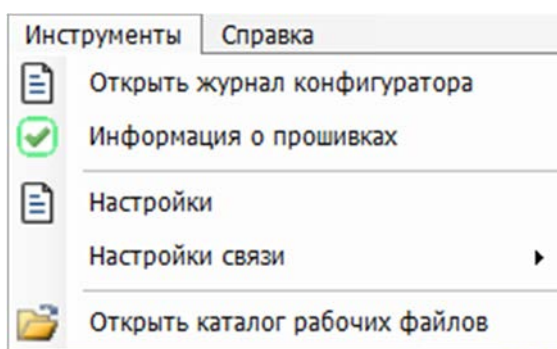 Инструменты Справка
Открыть журнал конфигуратора
Информация о прошивках
Настройки
Настройки связи
Открыть каталог рабочих файлов